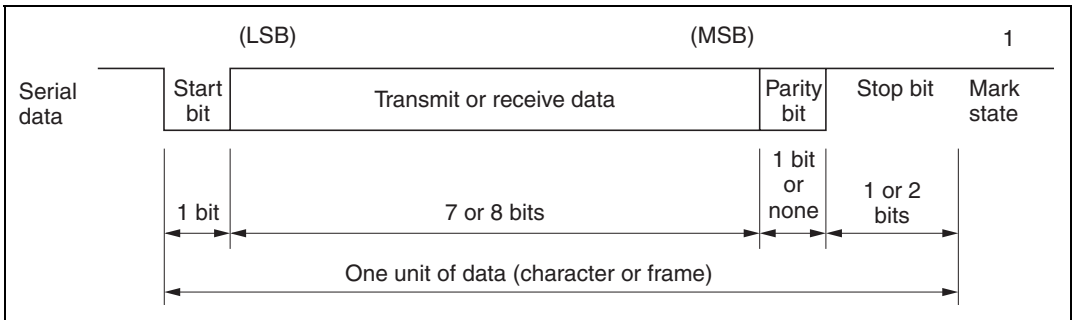 (LSB) (MSB) 1
Serial data
Start bit
Transmit or receive data
Parity bit
Stop bit
Mark state
1 bit
7 or 8 bits
1 bit or none
1 or 2 bits
One unit of data (character or frame)